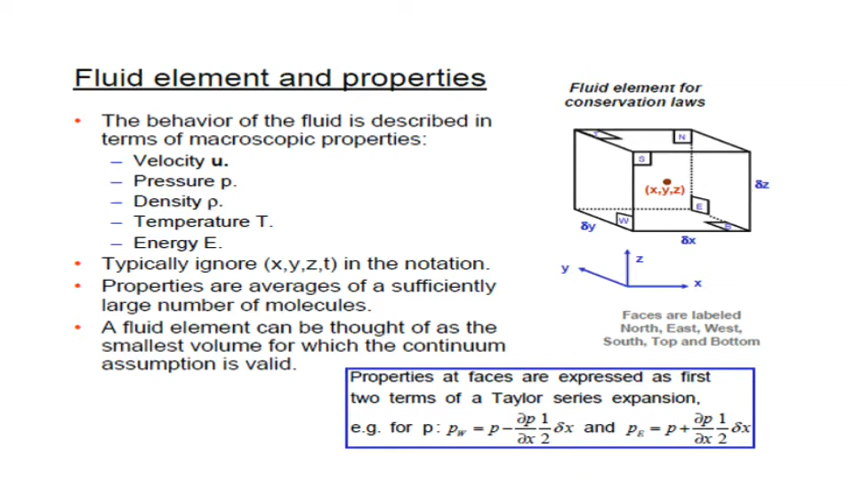 Fluid element and properties
• The behavior of the fluid is described in
terms of macroscopic properties:
– Velocity u.
– Pressure p.
– Density ρ.
– Temperature T.
– Energy E.
• Typically ignore (x,y,z,t) in the notation.
• Properties are averages of a sufficiently
large number of molecules.
• A fluid element can be thought of as the
smallest volume for which the continuum
assumption is valid.
Fluid element for
conservation laws
N
S
(x,y,z)
δz
E
W
δy
δx
z
y
x
Faces are labeled
North, East, West,
South, Top and Bottom
Properties at faces are expressed as first
two terms of a Taylor series expansion,
e.g. for p: p_W = p − ∂p/∂x 1/2 δx and p_E = p + ∂p/∂x 1/2 δx